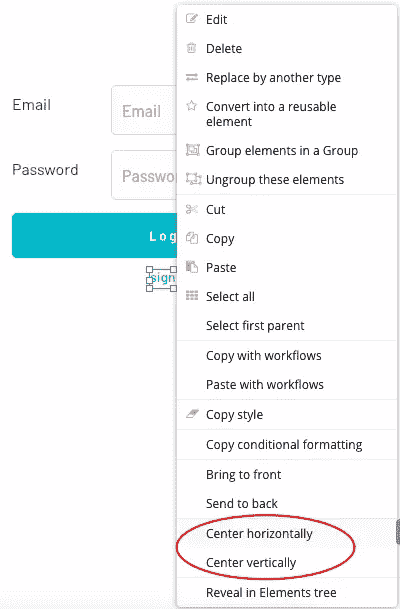 Edit
Delete
Replace by another type
Convert into a reusable
element
Email
Email
Group elements in a Group
Password
Ungroup these elements
Cut
Copy
Paste
sign
Select all
Select first parent
Copy with workflows
Paste with workflows
Copy style
Copy conditional formatting
Bring to front
Send to back
Center horizontally
Center vertically
Reveal in Elements tree